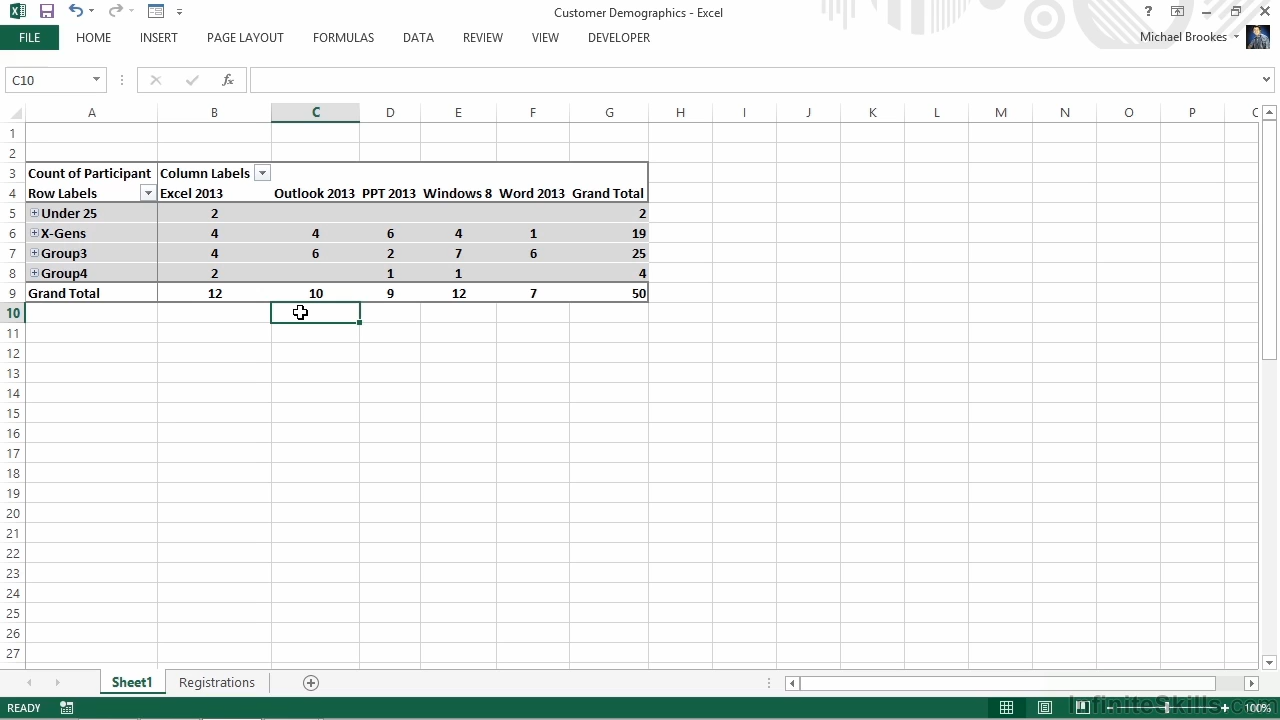 Customer Demographics - Excel
?
FILE HOME INSERT PAGE LAYOUT FORMULAS DATA REVIEW VIEW DEVELOPER Michael Brookes
C10 fx
A B C D E F G H I J K L M N O P
1
2
3 Count of Participant Column Labels
4 Row Labels Excel 2013 Outlook 2013 PPT 2013 Windows 8 Word 2013 Grand Total
5 Under 25 2 2
6 X-Gens 4 4 6 4 1 19
7 Group3 4 6 2 7 6 25
8 Group4 2 1 1 4
9 Grand Total 12 10 9 12 7 50
10
11
12
13
14
15
16
17
18
19
20
21
22
23
24
25
26
27
Sheet1 Registrations
READY InfiniteSkills.com 100%